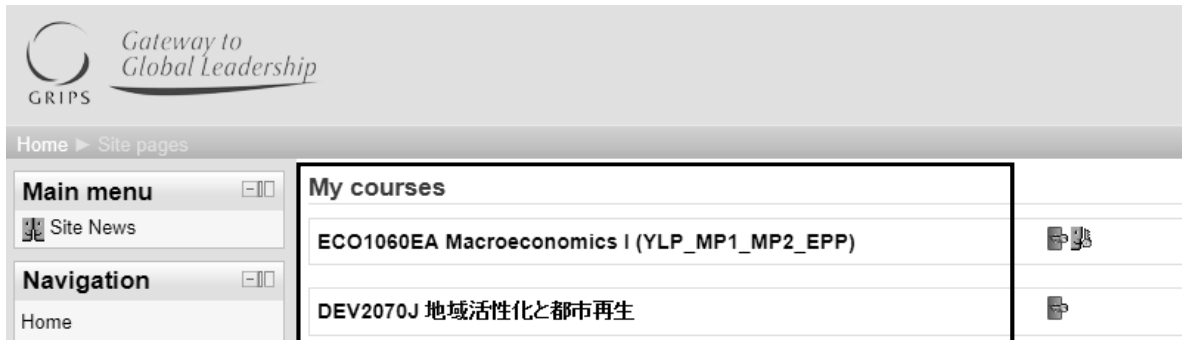 Gateway to
Global Leadership
GRIPS
Home ► Site pages
Main menu
Site News
Navigation
Home
My courses
ECO1060EA Macroeconomics I (YLP_MP1_MP2_EPP)
DEV2070J 地域活性化と都市再生